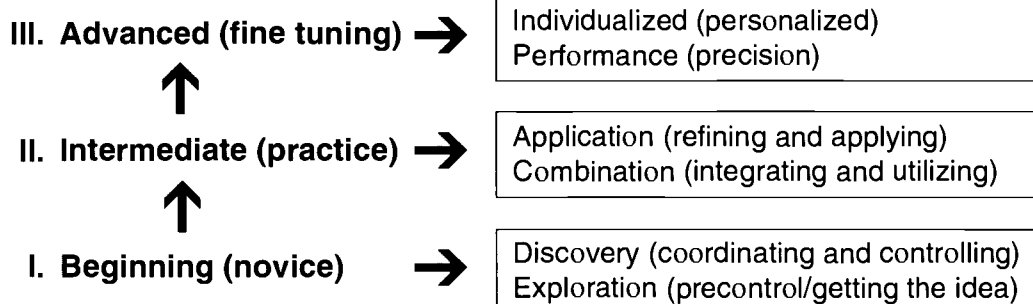 III. Advanced (fine tuning)
Individualized (personalized)
Performance (precision)
II. Intermediate (practice)
Application (refining and applying)
Combination (integrating and utilizing)
I. Beginning (novice)
Discovery (coordinating and controlling)
Exploration (precontrol/getting the idea)